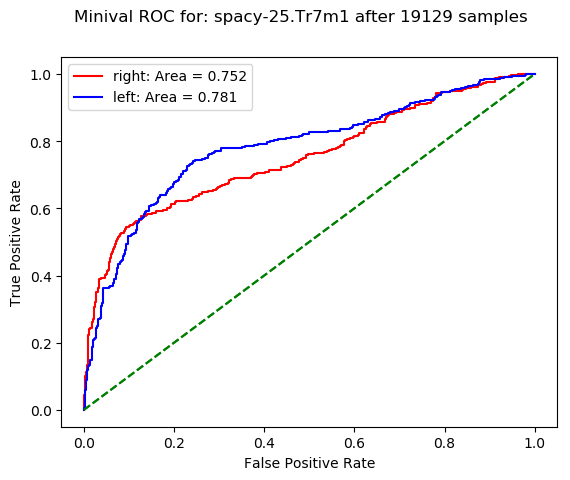 Minival ROC for: spacy-25.Tr7m1 after 19129 samples
right: Area = 0.752
left: Area = 0.781
1.0
0.8
0.6
0.4
0.2
0.0
True Positive Rate
0.0 0.2 0.4 0.6 0.8 1.0
False Positive Rate